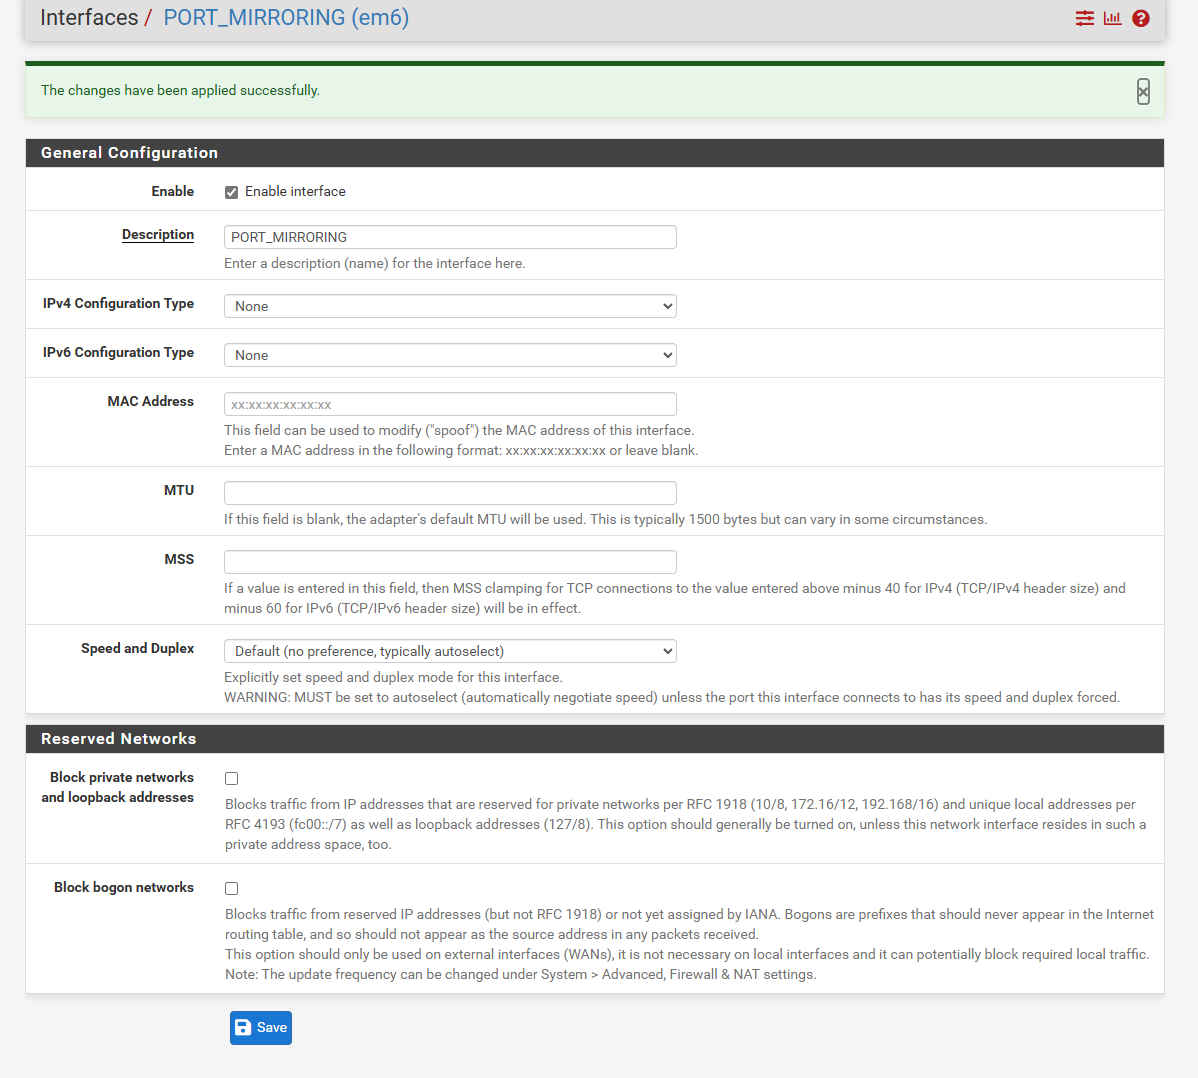 Interfaces / PORT_MIRRORING (em6)
The changes have been applied successfully.
General Configuration
Enable
Enable interface
Description
PORT_MIRRORING
Enter a description (name) for the interface here.
IPv4 Configuration Type
None
IPv6 Configuration Type
None
MAC Address
xx:xx:xx:xx:xx:xx
This field can be used to modify ("spoof") the MAC address of this interface.
Enter a MAC address in the following format: xx:xx:xx:xx:xx:xx or leave blank.
MTU
If this field is blank, the adapter's default MTU will be used. This is typically 1500 bytes but can vary in some circumstances.
MSS
If a value is entered in this field, then MSS clamping for TCP connections to the value entered above minus 40 for IPv4 (TCP/IPv4 header size) and
minus 60 for IPv6 (TCP/IPv6 header size) will be in effect.
Speed and Duplex
Default (no preference, typically autoselect)
Explicitly set speed and duplex mode for this interface.
WARNING: MUST be set to autoselect (automatically negotiate speed) unless the port this interface connects to has its speed and duplex forced.
Reserved Networks
Block private networks
and loopback addresses
Blocks traffic from IP addresses that are reserved for private networks per RFC 1918 (10/8, 172.16/12, 192.168/16) and unique local addresses per
RFC 4193 (fc00::/7) as well as loopback addresses (127/8). This option should generally be turned on, unless this network interface resides in such a
private address space, too.
Block bogon networks
Blocks traffic from reserved IP addresses (but not RFC 1918) or not yet assigned by IANA. Bogons are prefixes that should never appear in the Internet
routing table, and so should not appear as the source address in any packets received.
This option should only be used on external interfaces (WANs), it is not necessary on local interfaces and it can potentially block required local traffic.
Note: The update frequency can be changed under System > Advanced, Firewall & NAT settings.
Save